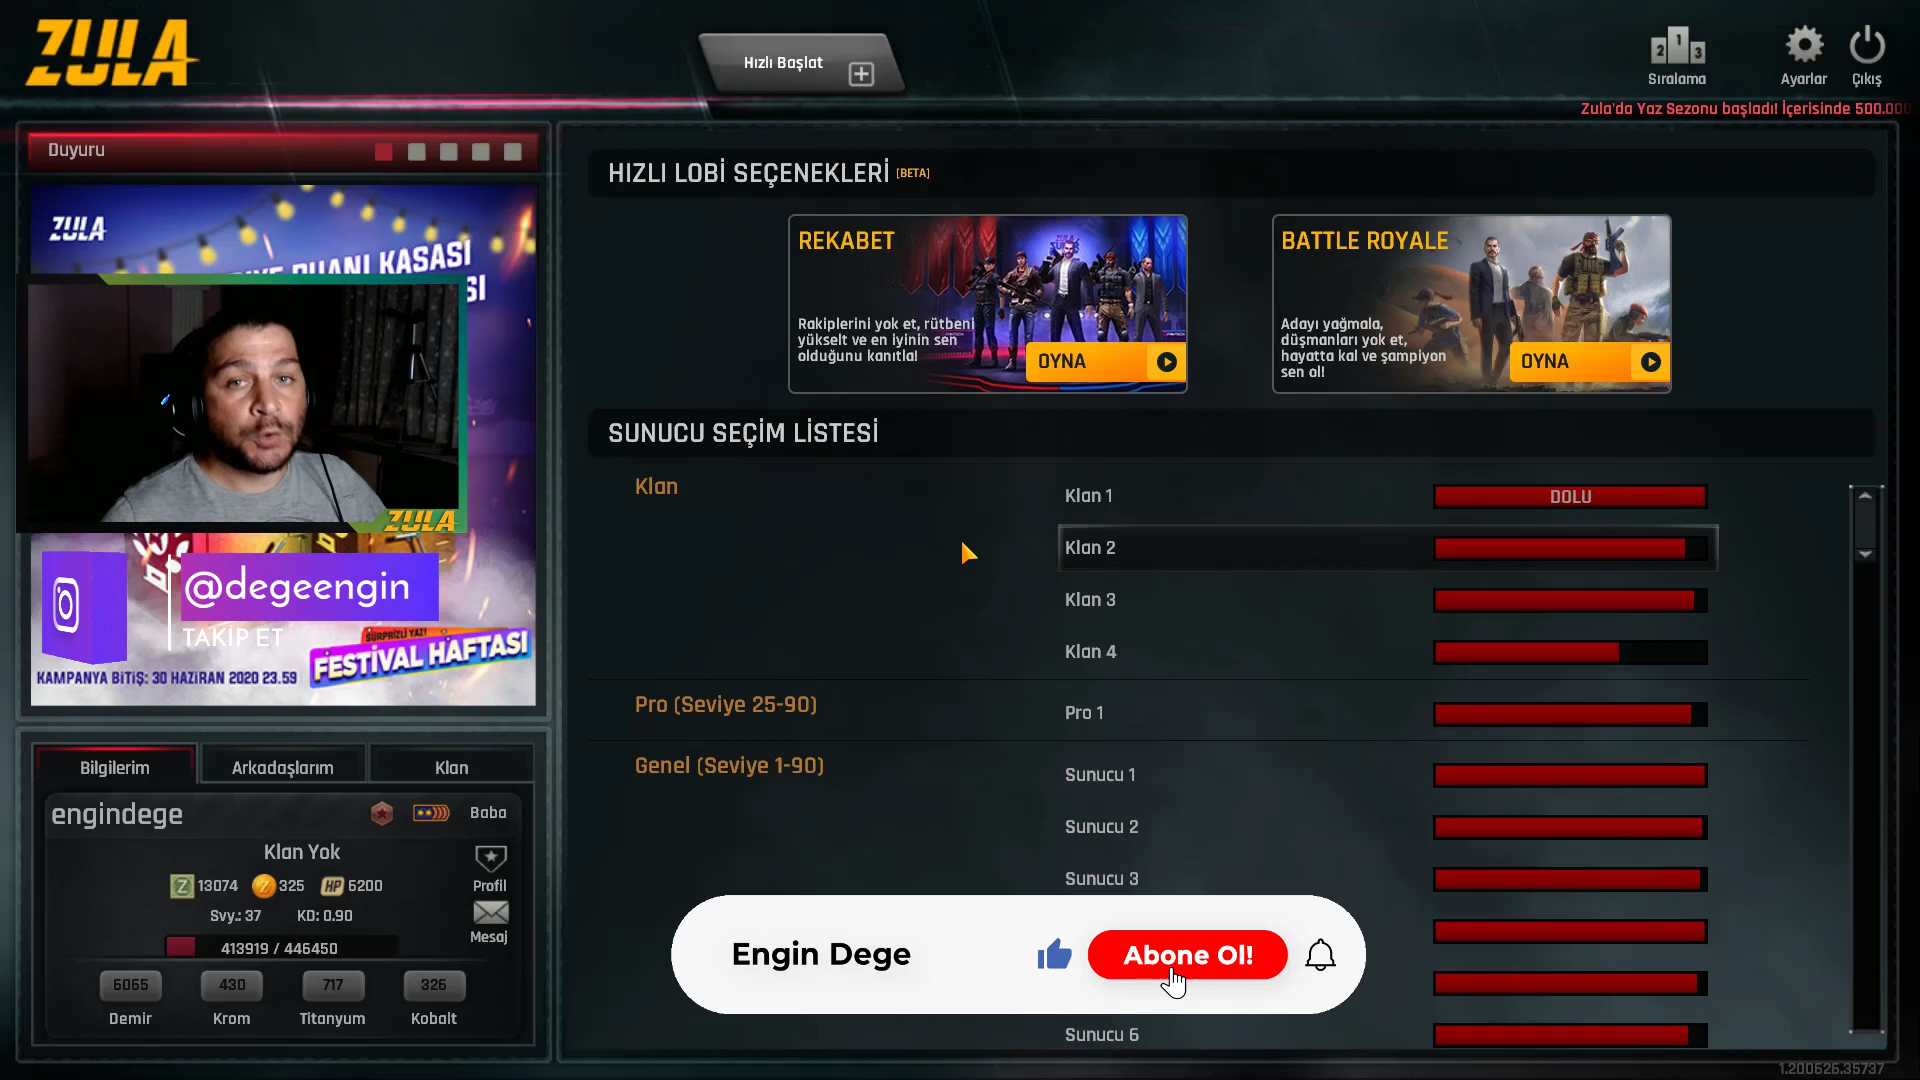 ZULA
Hızlı Başlat
2 1 3
Sıralama
Ayarlar
Çıkış
Zula'da Yaz Sezonu başladı! İçerisinde 500.000
Duyuru
ZULA
PUANI KASASI
SI
ZULA
@degeengin
TAKİP ET
SÜRPRİZLİ YAZ!
FESTİVAL HAFTASI
KAMPANYA BİTİŞ: 30 HAZİRAN 2020 23.59
HIZLI LOBİ SEÇENEKLERİ [BETA]
REKABET
Rakiplerini yok et, rütbeni
yükselt ve en iyinin sen
olduğunu kanıtla!
OYNA
BATTLE ROYALE
Adayı yağmala,
düşmanları yok et,
hayatta kal ve şampiyon
sen ol!
OYNA
SUNUCU SEÇİM LİSTESİ
Klan
Klan 1
DOLU
Klan 2
Klan 3
Klan 4
Pro (Seviye 25-90)
Pro 1
Genel (Seviye 1-90)
Sunucu 1
Sunucu 2
Sunucu 3
Sunucu 6
Bilgilerim
Arkadaşlarım
Klan
engindege
Baba
Klan Yok
13074
325
HP 6200
Profil
Svy.: 37
KD: 0.90
Mesaj
413919 / 446450
6065
430
717
326
Demir
Krom
Titanyum
Kobalt
Engin Dege
Abone Ol!
1.200626.35737